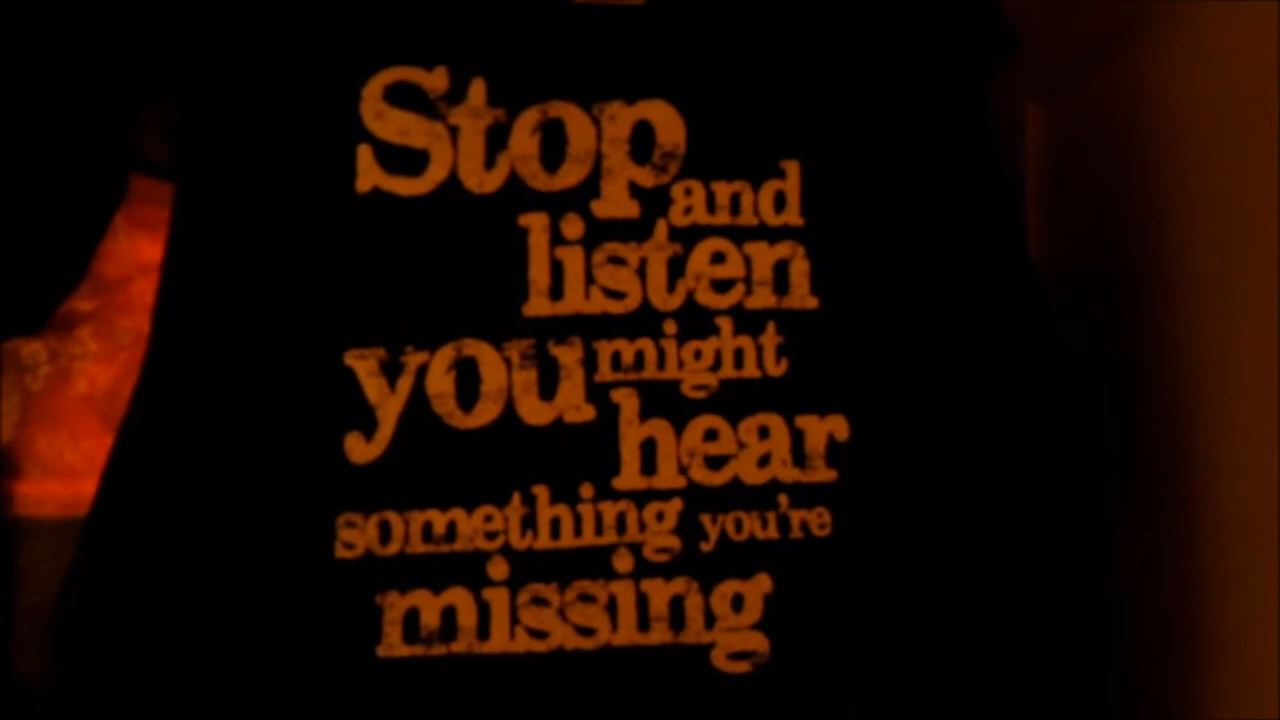 Stop
and
listen
you might
hear
something you're
missing